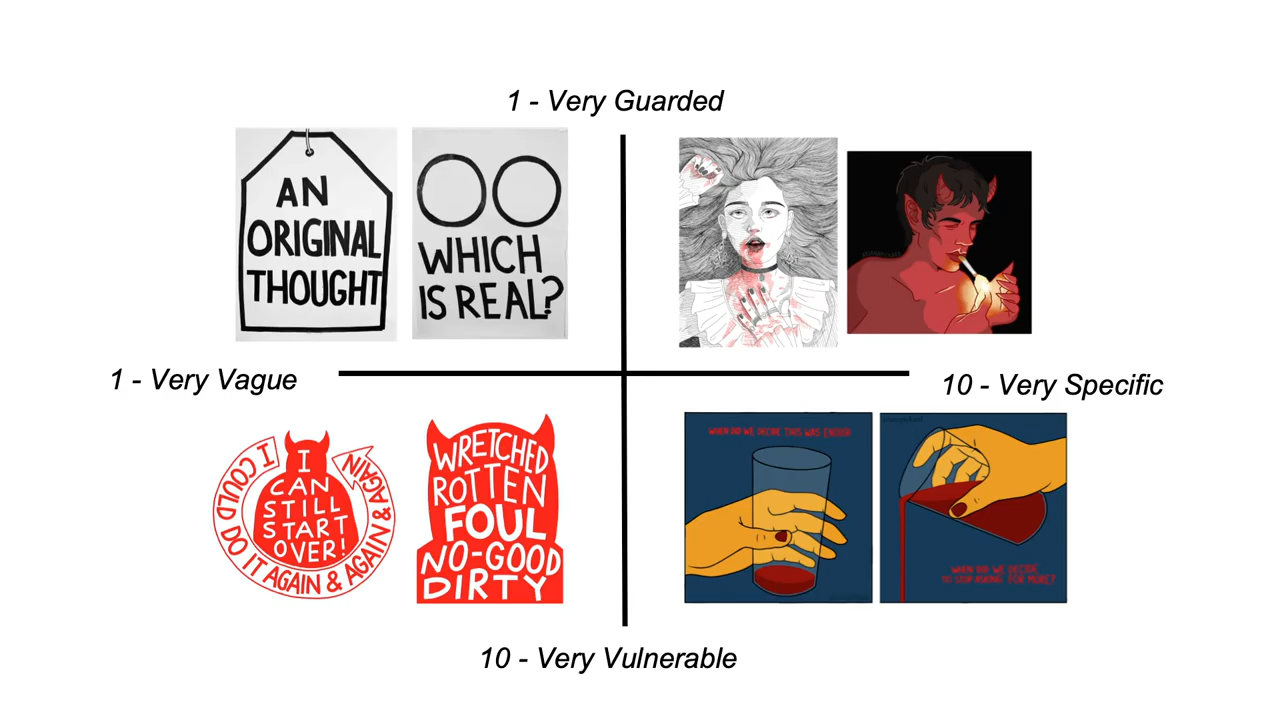 1 - Very Guarded
AN
ORIGINAL
THOUGHT
WHICH
IS REAL?
1 - Very Vague
10 - Very Specific
I COULD DO IT AGAIN & AGAIN & AGAIN
I
CAN
STILL
START
OVER!
WRETCHED
ROTTEN
FOUL
NO-GOOD
DIRTY
WHEN DID WE DECIDE THIS WAS ENOUGH
WHEN DID WE DECIDE
TO STOP ASKING FOR MORE?
10 - Very Vulnerable